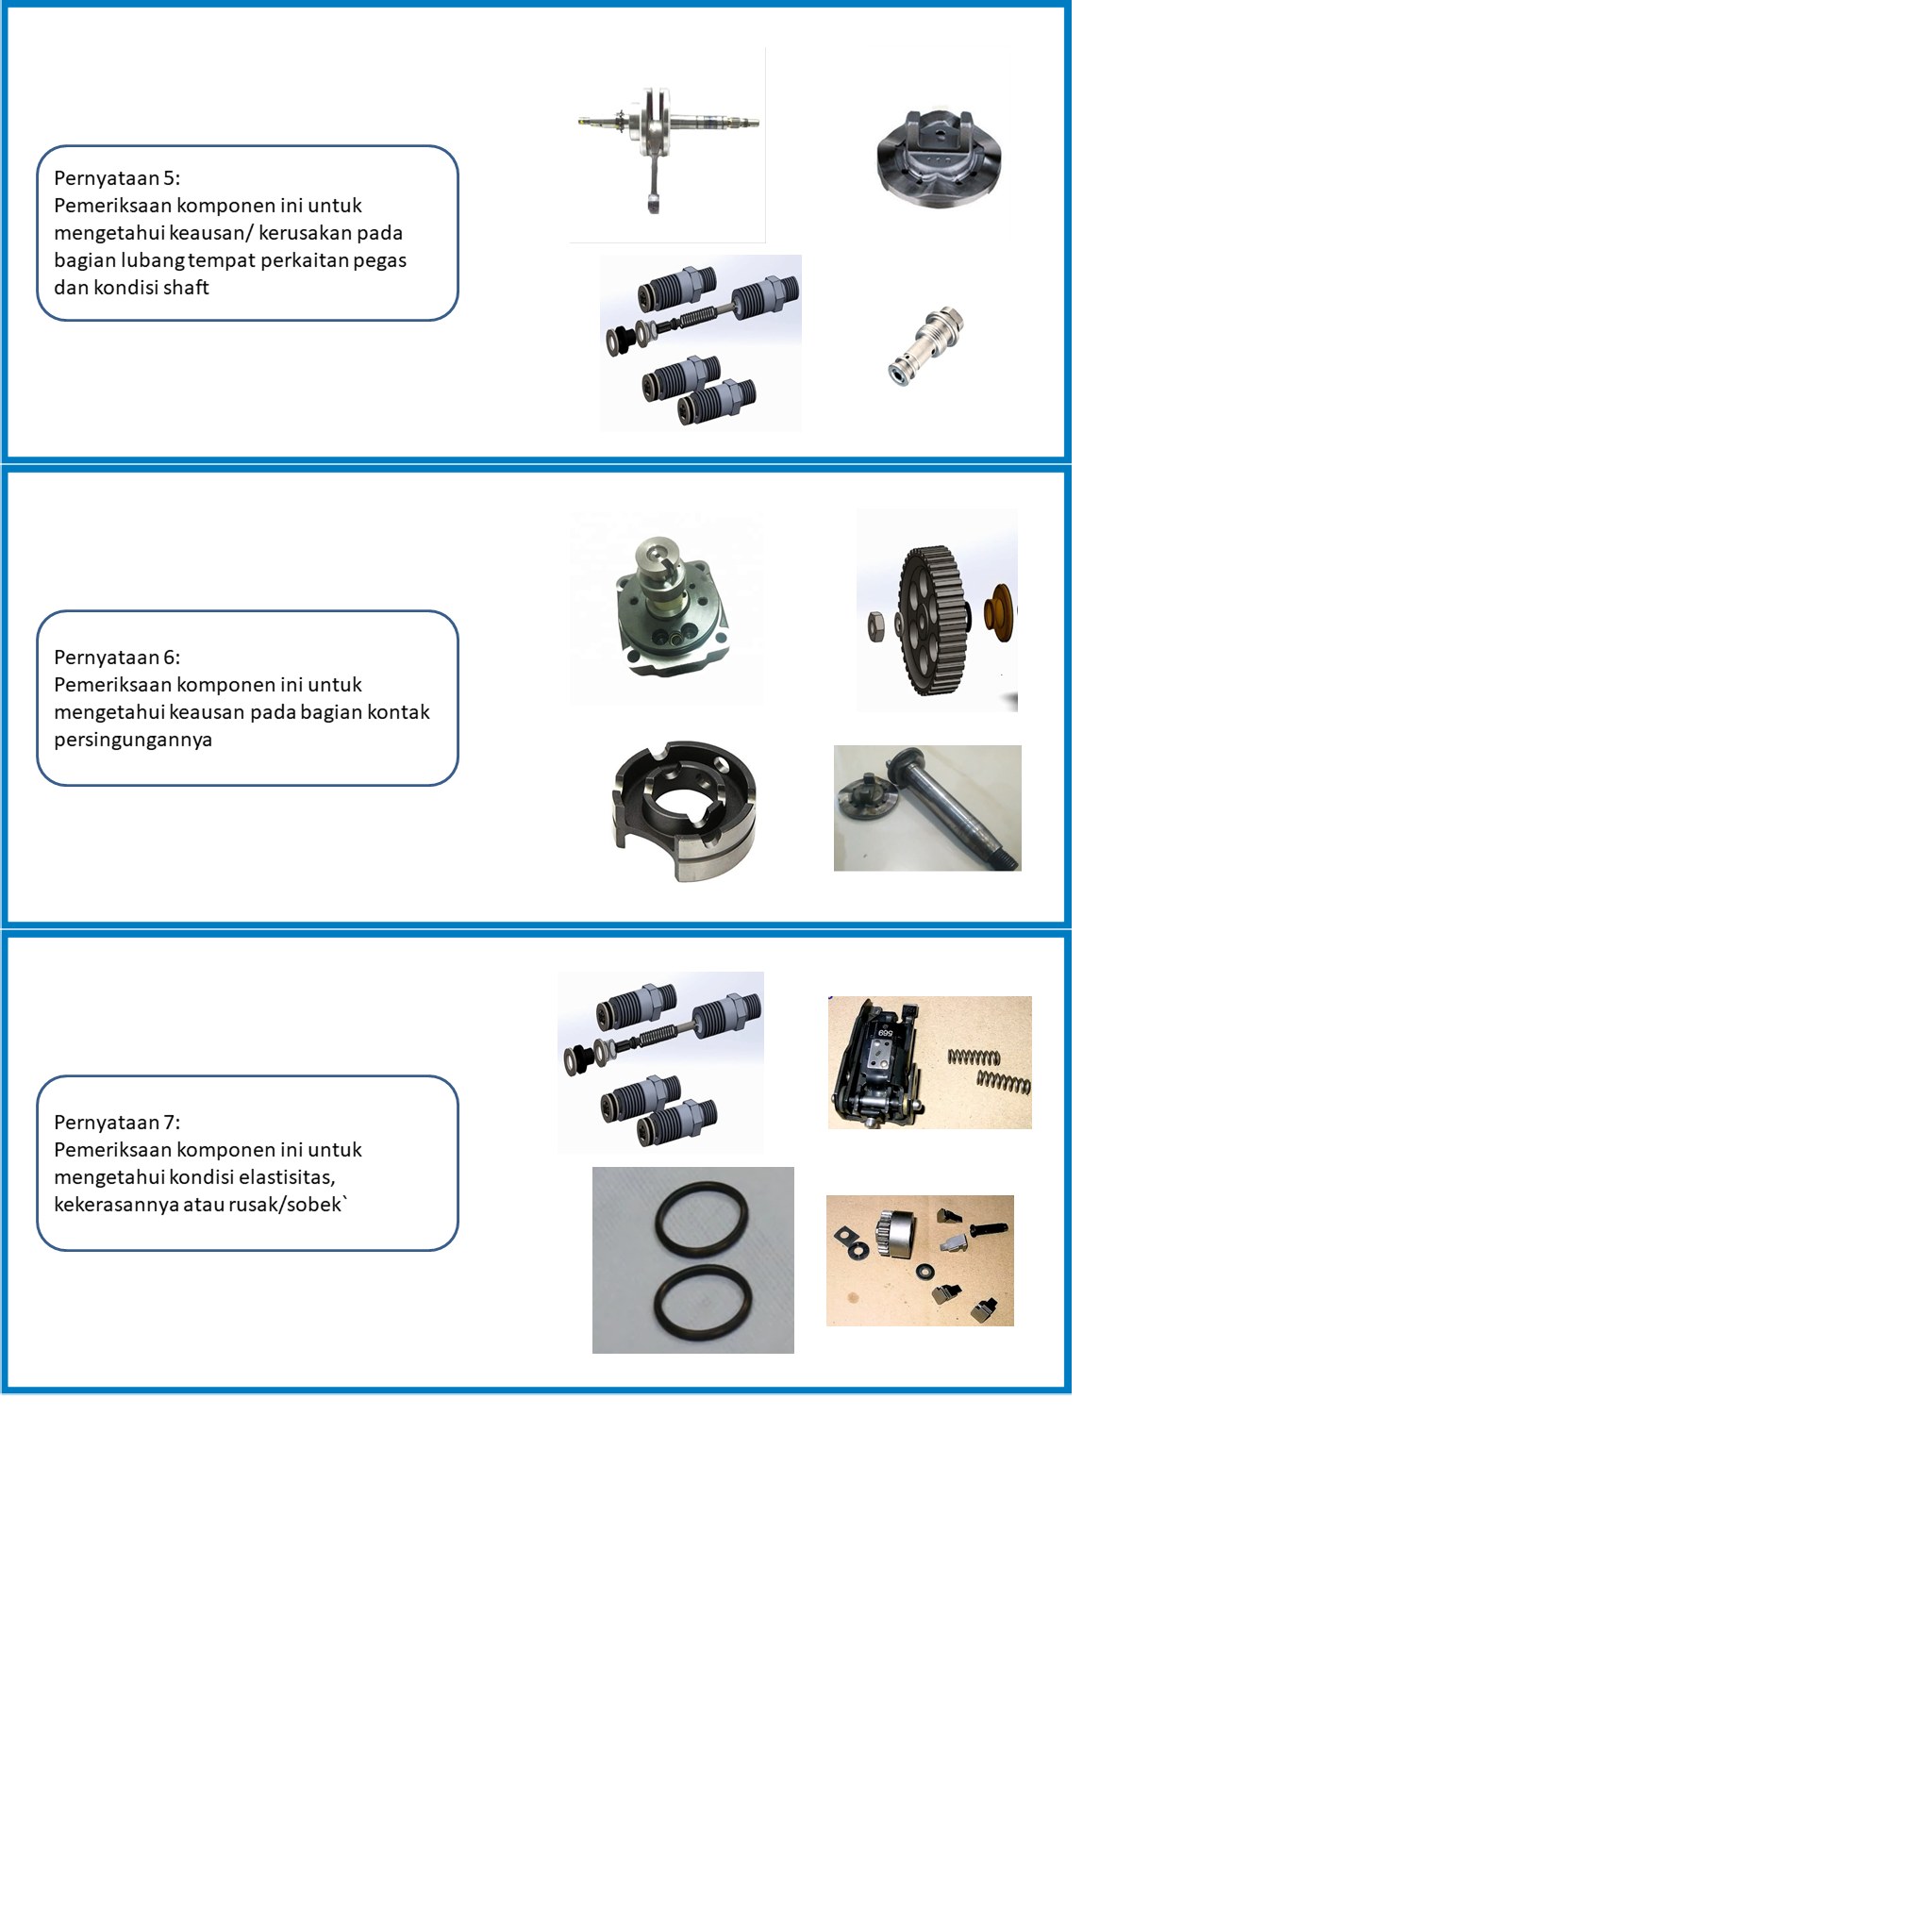 Pernyataan 5:
Pemeriksaan komponen ini untuk
mengetahui keausan/ kerusakan pada
bagian lubang tempat perkaitan pegas
dan kondisi shaft
Pernyataan 6:
Pemeriksaan komponen ini untuk
mengetahui keausan pada bagian kontak
persingungannya
Pernyataan 7:
Pemeriksaan komponen ini untuk
mengetahui kondisi elastisitas,
kekerasannya atau rusak/sobek`
569